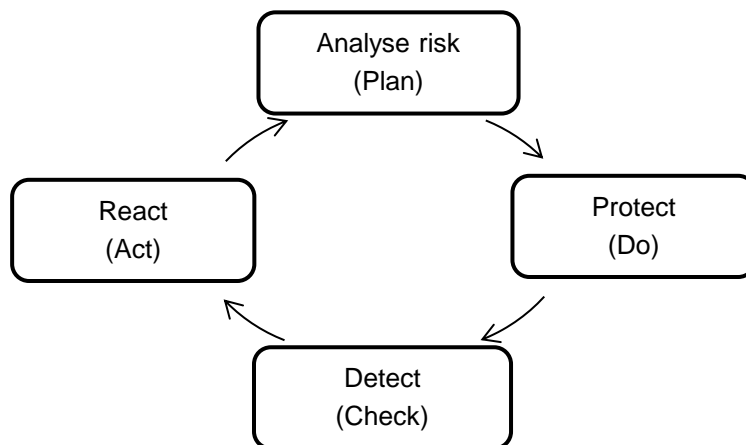 Analyse risk
(Plan)
React
(Act)
Protect
(Do)
Detect
(Check)